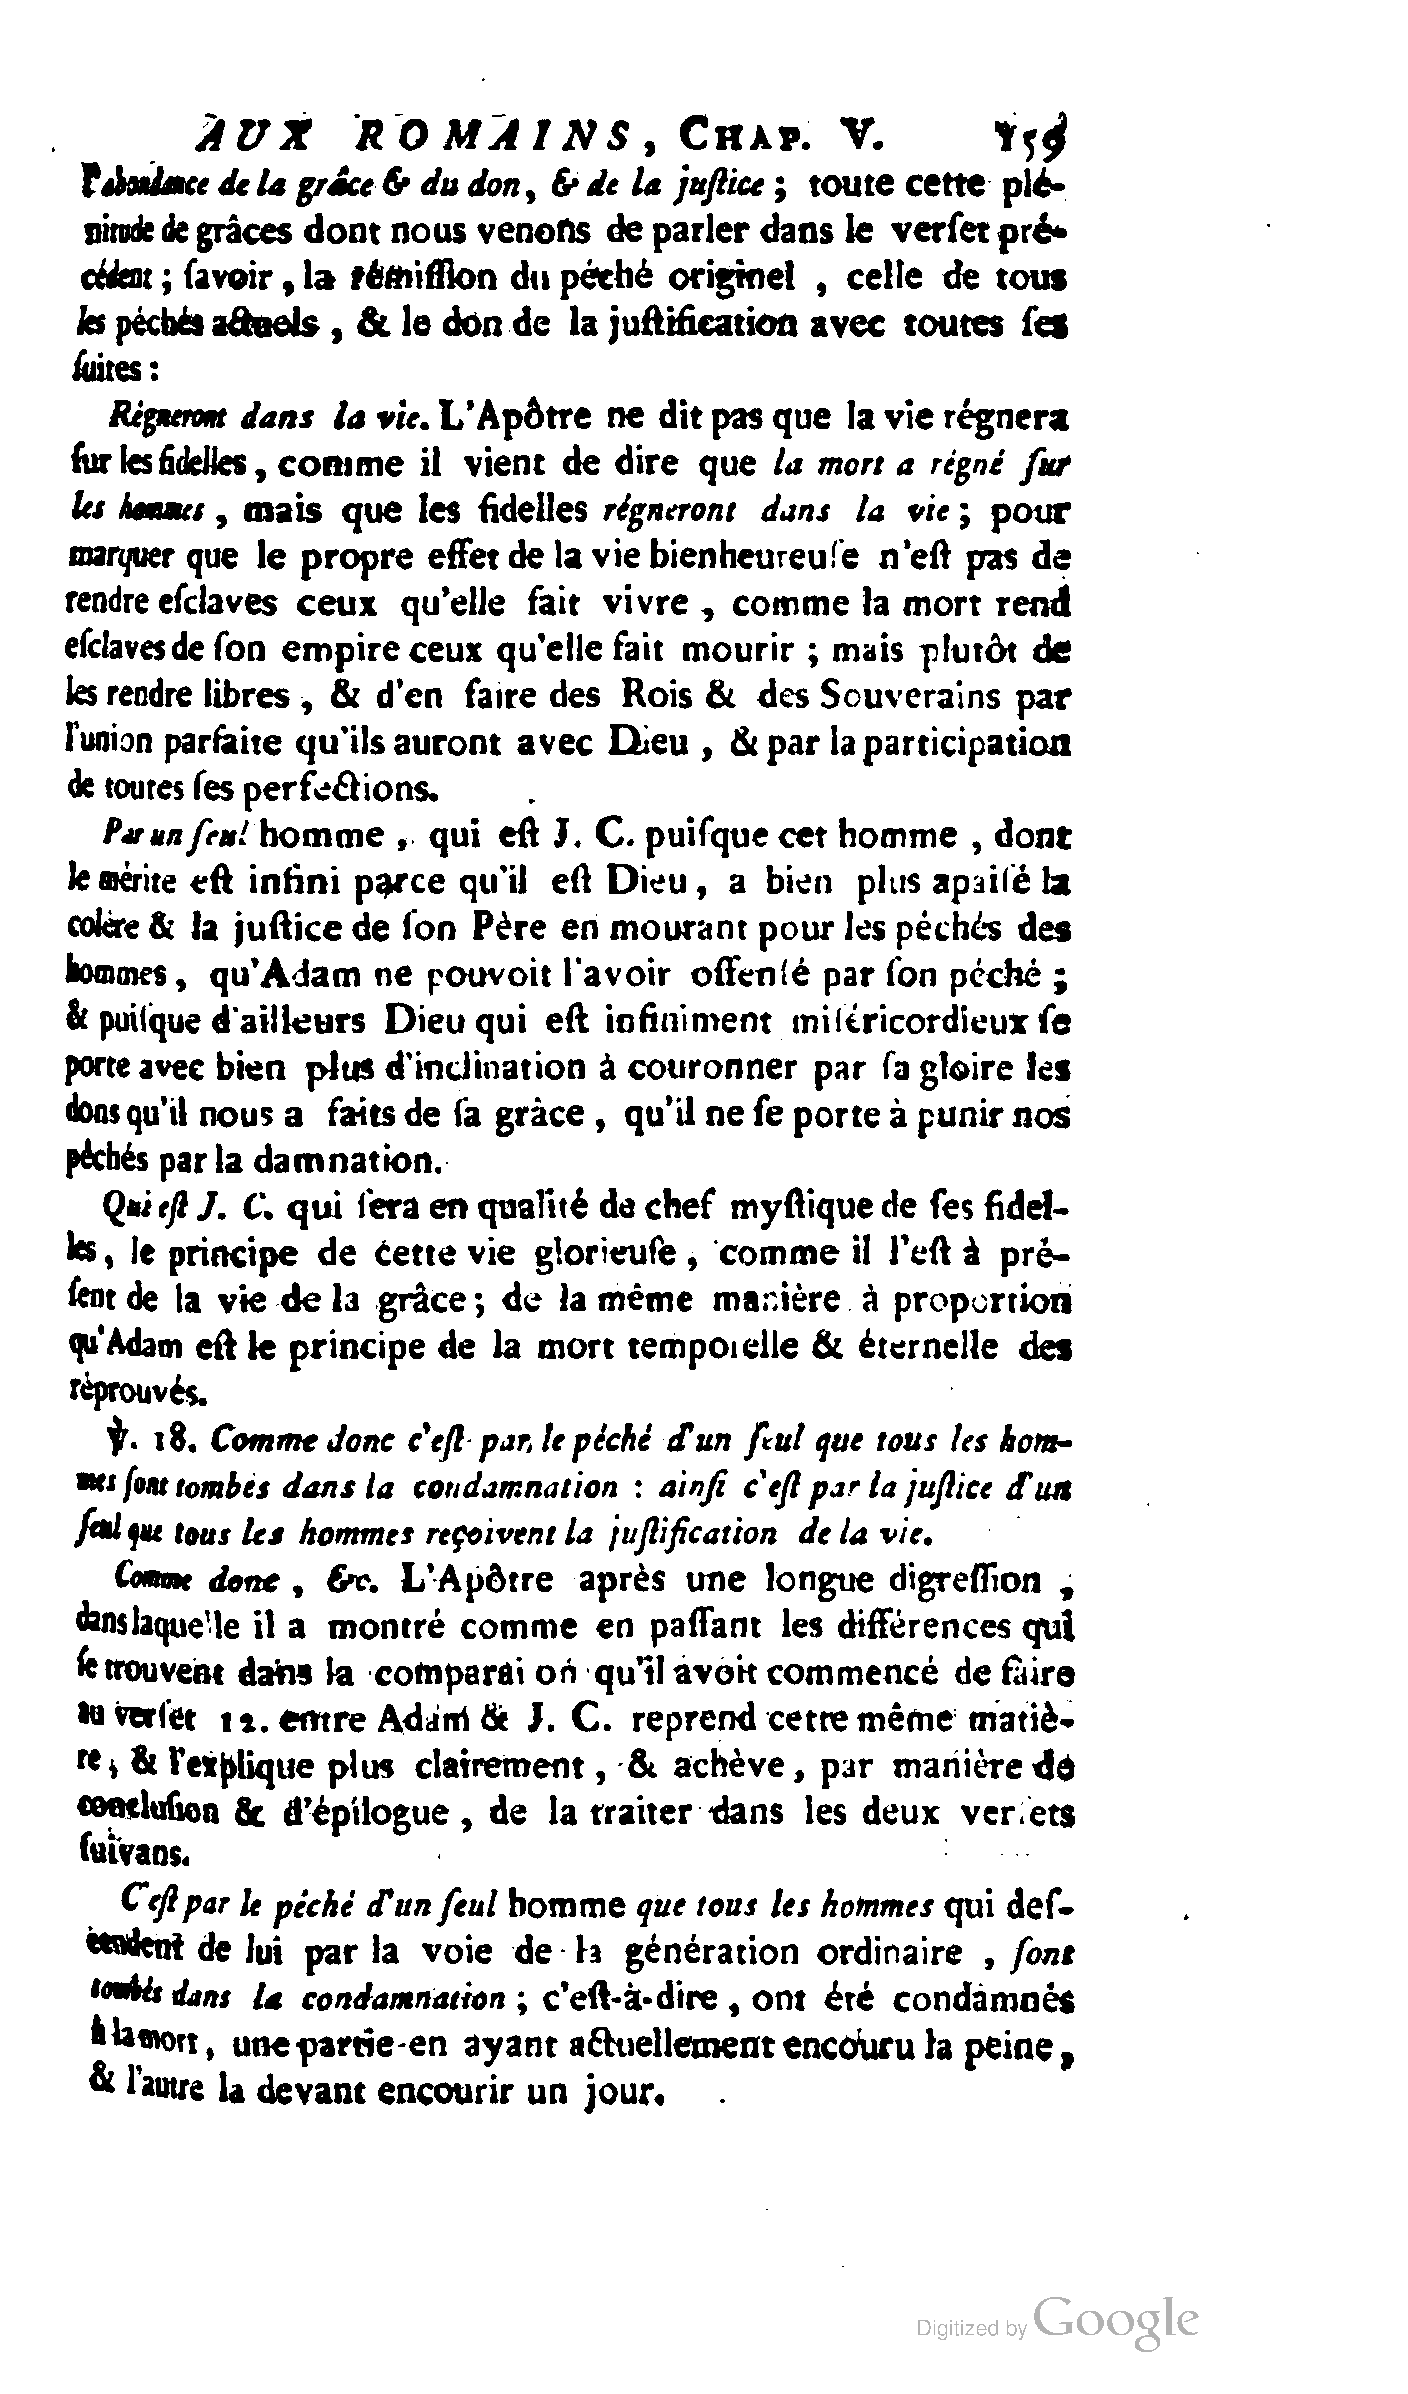 AUX ROMAINS, CHAP. V. 159
l'abondance de la grâce & du don, & de la juſtice ; toute cette plé-
nitude de grâces dont nous venons de parler dans le verſet pré-
cédent ; ſavoir, la rémiſſion du péché originel, celle de tous
les péchés actuels, & le don de la juſtification avec toutes ſes
ſuites :
Régneront dans la vie. L'Apôtre ne dit pas que la vie régnera
ſur les fidelles, comme il vient de dire que la mort a régné ſur
les hommes, mais que les fidelles régneront dans la vie ; pour
marquer que le propre effet de la vie bienheureuſe n'eſt pas de
rendre eſclaves ceux qu'elle fait vivre, comme la mort rend
eſclaves de ſon empire ceux qu'elle fait mourir ; mais plutôt de
les rendre libres, & d'en faire des Rois & des Souverains par
l'union parfaite qu'ils auront avec Dieu, & par la participation
de toutes ſes perfections.
Par un ſeul homme, qui eſt J. C. puiſque cet homme, dont
le mérite eſt infini parce qu'il eſt Dieu, a bien plus apaiſé la
colère & la juſtice de ſon Père en mourant pour les péchés des
hommes, qu'Adam ne pouvoit l'avoir offenſé par ſon péché ;
& puiſque d'ailleurs Dieu qui eſt infiniment miſéricordieux ſe
porte avec bien plus d'inclination à couronner par ſa gloire les
dons qu'il nous a faits de ſa grâce, qu'il ne ſe porte à punir nos
péchés par la damnation.
Qui eſt J. C. qui ſera en qualité de chef myſtique de ſes fidel-
les, le principe de cette vie glorieuſe, comme il l'eſt à pré-
ſent de la vie de la grâce ; de la même manière à proportion
qu'Adam eſt le principe de la mort temporelle & éternelle des
réprouvés.
℣. 18. Comme donc c'eſt par le péché d'un ſeul que tous les hom-
mes ſont tombés dans la condamnation : ainſi c'eſt par la juſtice d'un
ſeul que tous les hommes reçoivent la juſtification de la vie.
Comme donc, &c. L'Apôtre après une longue digreſſion,
dans laquelle il a montré comme en paſſant les différences qui
ſe trouvent dans la comparaiſon qu'il avoit commencé de faire
au verſet 12. entre Adam & J. C. reprend cette même matiè-
re, & l'explique plus clairement, & achève, par manière de
concluſion & d'épilogue, de la traiter dans les deux verſets
ſuivans.
C'eſt par le péché d'un ſeul homme que tous les hommes qui deſ-
cendent de lui par la voie de la génération ordinaire, ſont
tombés dans la condamnation ; c'eſt-à-dire, ont été condamnés
à la mort, une partie en ayant actuellement encouru la peine,
& l'autre la devant encourir un jour.
Digitized by Google